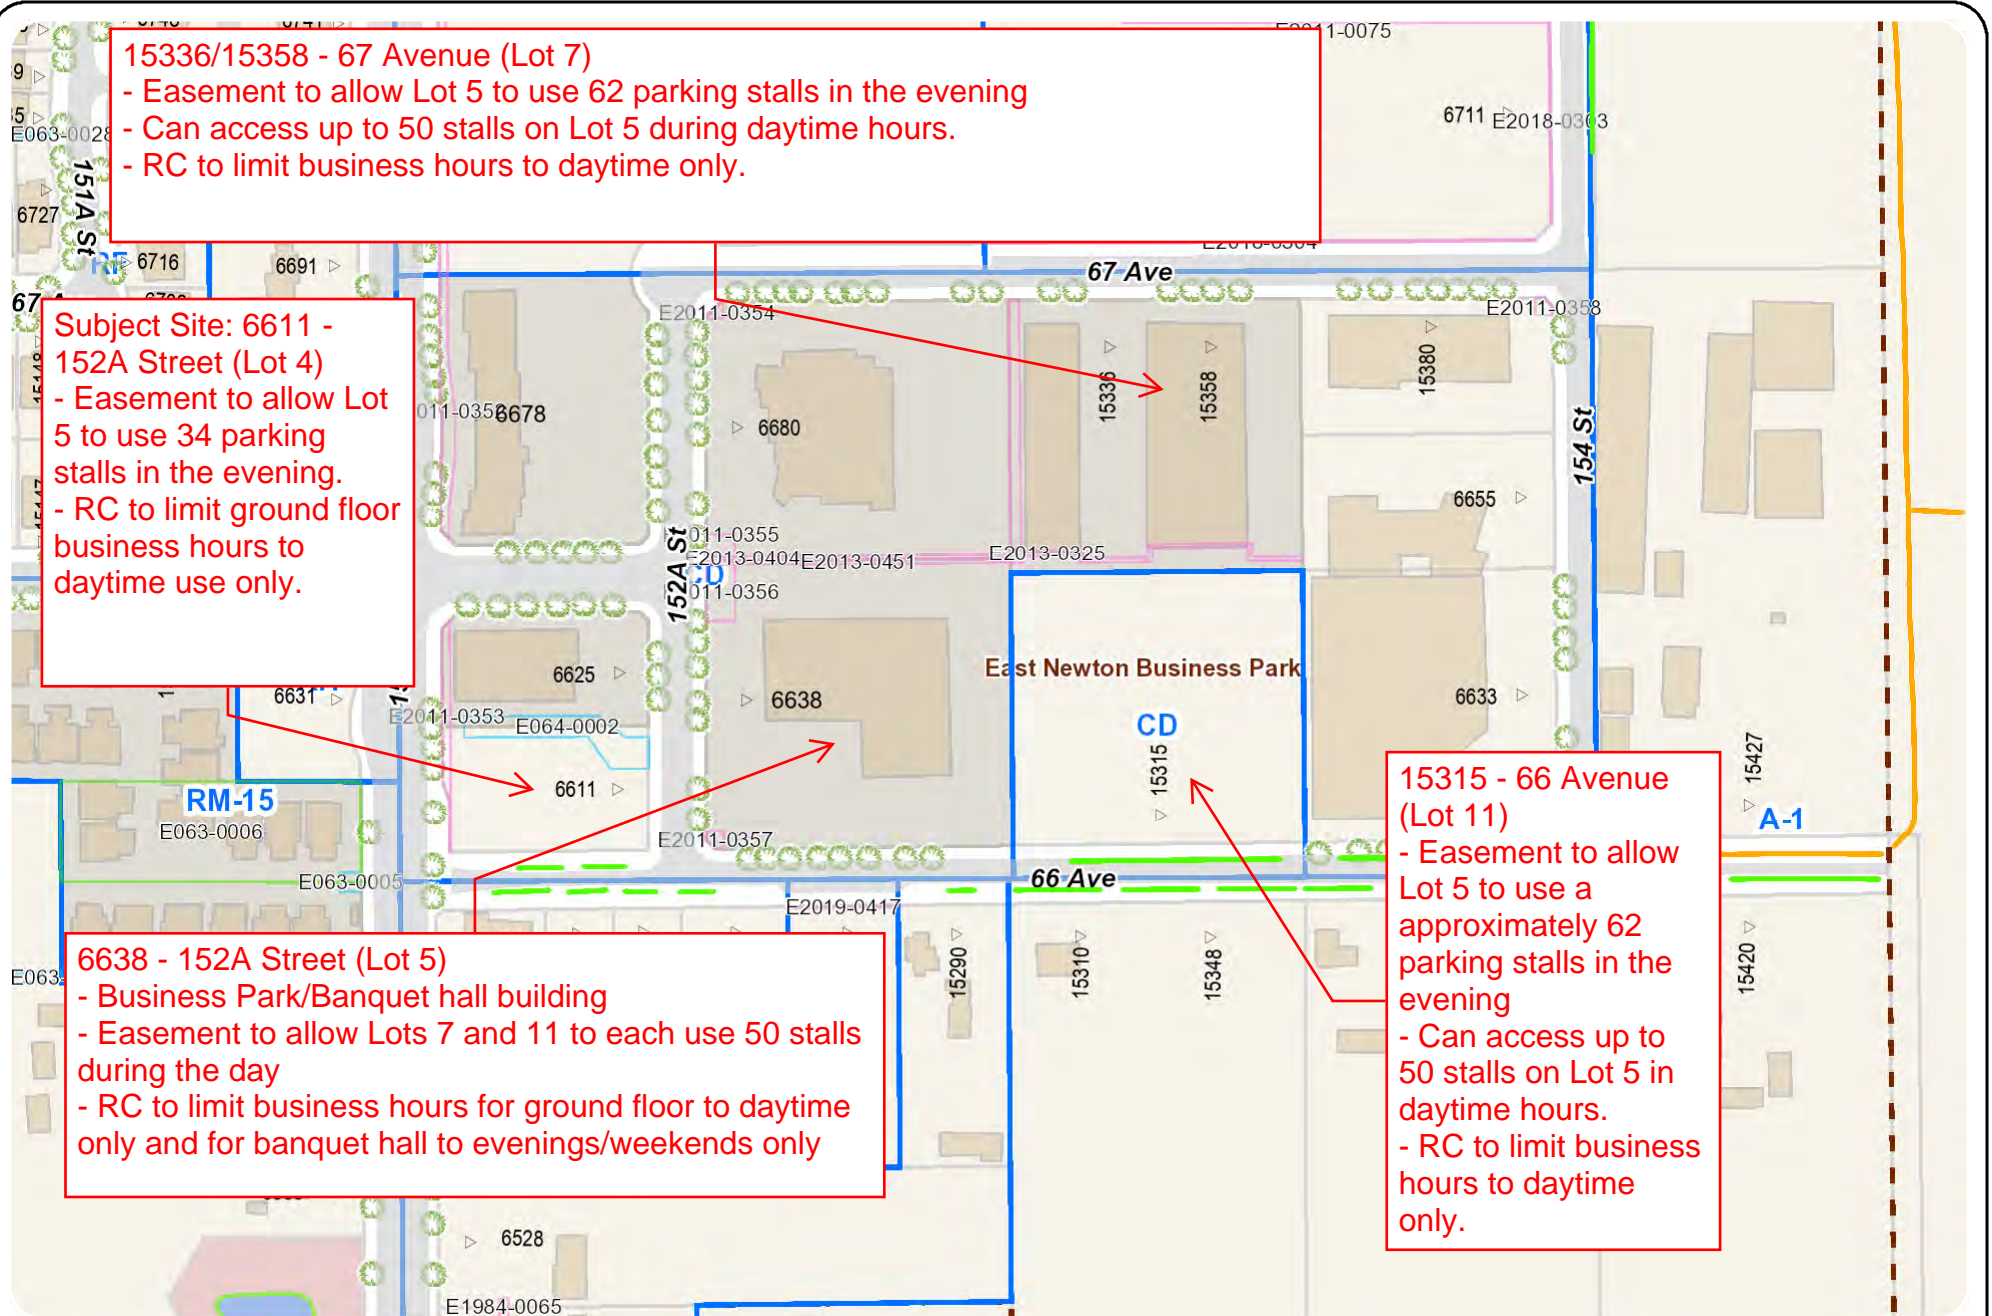 15336/15358 - 67 Avenue (Lot 7)
- Easement to allow Lot 5 to use 62 parking stalls in the evening
- Can access up to 50 stalls on Lot 5 during daytime hours.
- RC to limit business hours to daytime only.
E2011-0075
6711
E2018-0303
E063-0028
151A St
6727
6716
6691
67 Ave
Subject Site: 6611 -
152A Street (Lot 4)
- Easement to allow Lot
5 to use 34 parking
stalls in the evening.
- RC to limit ground floor
business hours to
daytime use only.
E2011-0354
E2011-0358
6678
6680
15336
15358
15380
154 St
6655
152A St
011-0355
E2013-0404
E2013-0451
E2013-0325
CD
011-0356
6625
6638
East Newton Business Park
6633
6631
E2011-0353
E064-0002
CD
15315
15427
6611
RM-15
E063-0006
E2011-0357
A-1
E063-0005
66 Ave
E2019-0417
15290
15310
15348
15420
15315 - 66 Avenue
(Lot 11)
- Easement to allow
Lot 5 to use a
approximately 62
parking stalls in the
evening
- Can access up to
50 stalls on Lot 5 in
daytime hours.
- RC to limit business
hours to daytime
only.
6638 - 152A Street (Lot 5)
- Business Park/Banquet hall building
- Easement to allow Lots 7 and 11 to each use 50 stalls
during the day
- RC to limit business hours for ground floor to daytime
only and for banquet hall to evenings/weekends only
6528
E1984-0065